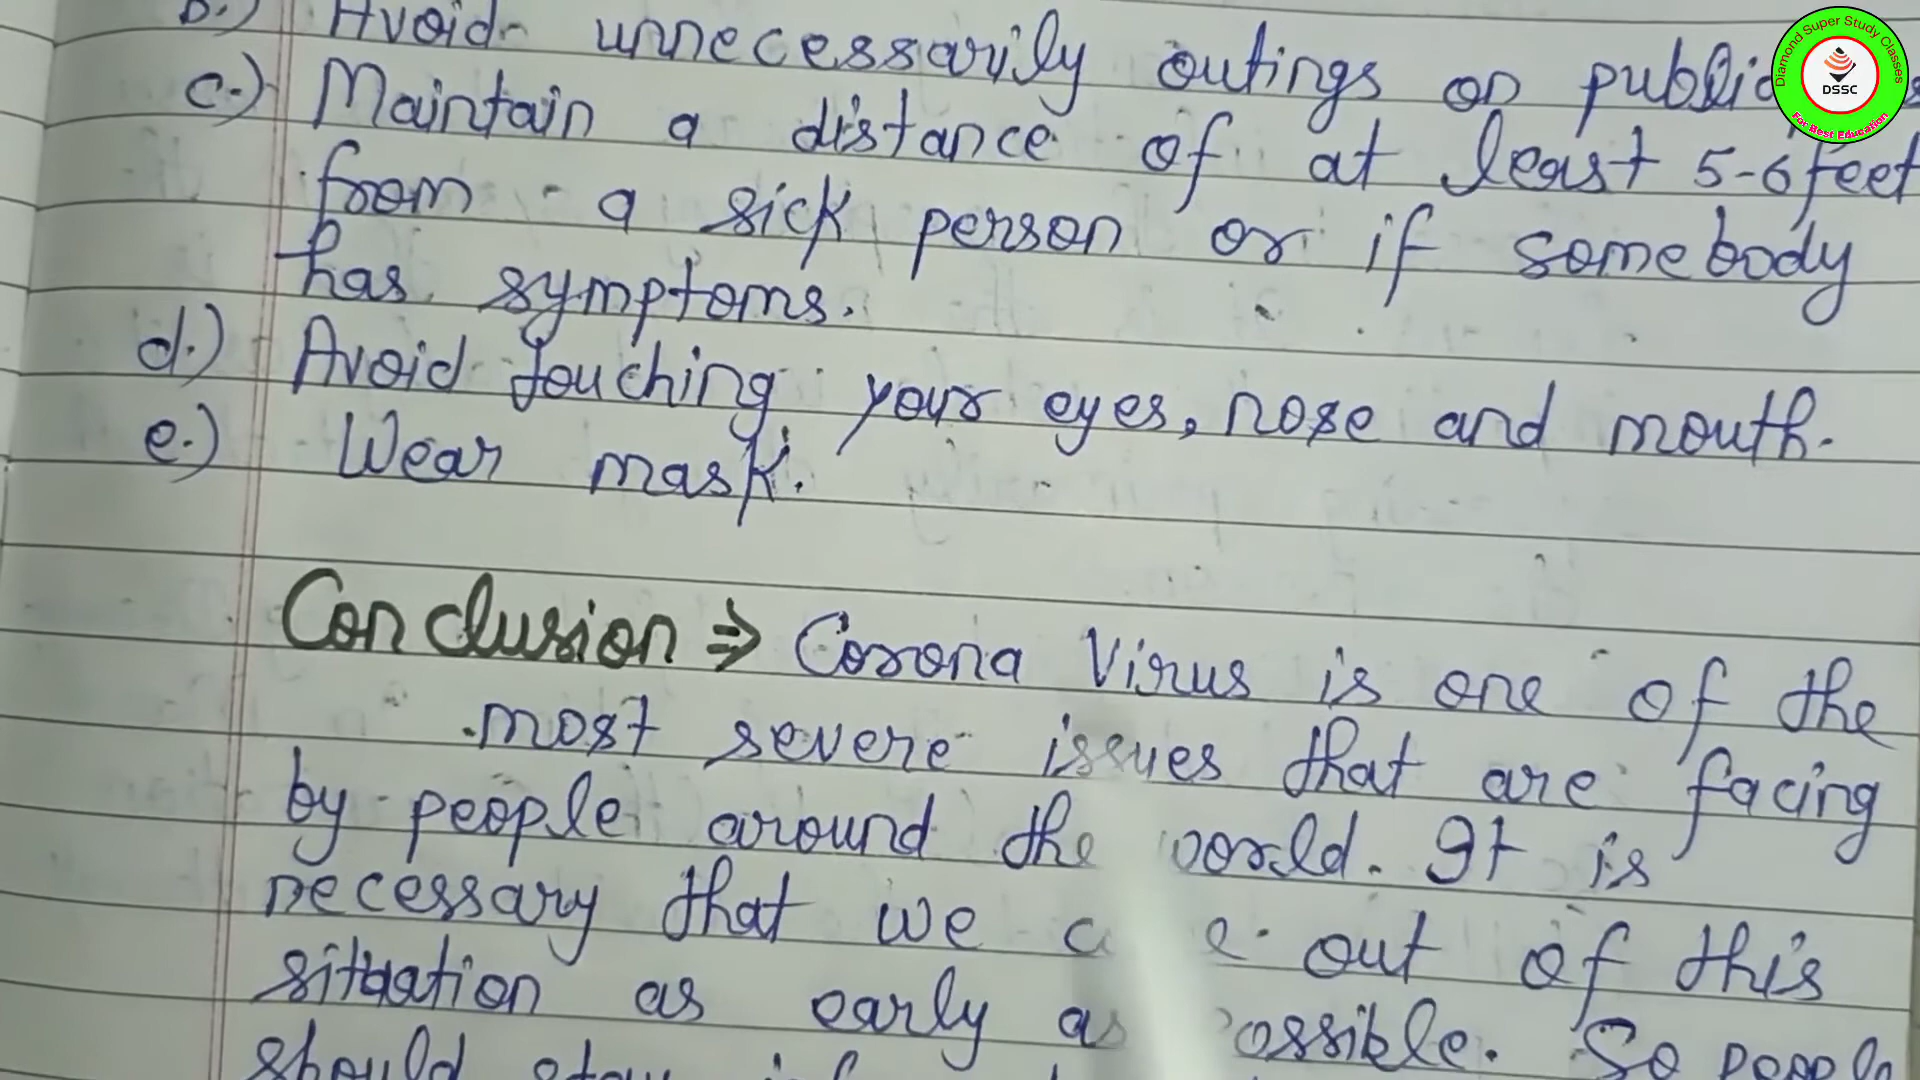 b.) Avoid unnecessarily outings on public
c.) Maintain a distance of at least 5-6 feet
from a sick person or if somebody
has symptoms.
d.) Avoid touching your eyes, nose and mouth.
e.) Wear mask.
Conclusion ⇒ Corona Virus is one of the
most severe issues that are facing
by people around the world. It is
necessary that we out of this
situation as early as possible. So people
should stay
Diamond Super Study Classes
DSSC
For Best Education